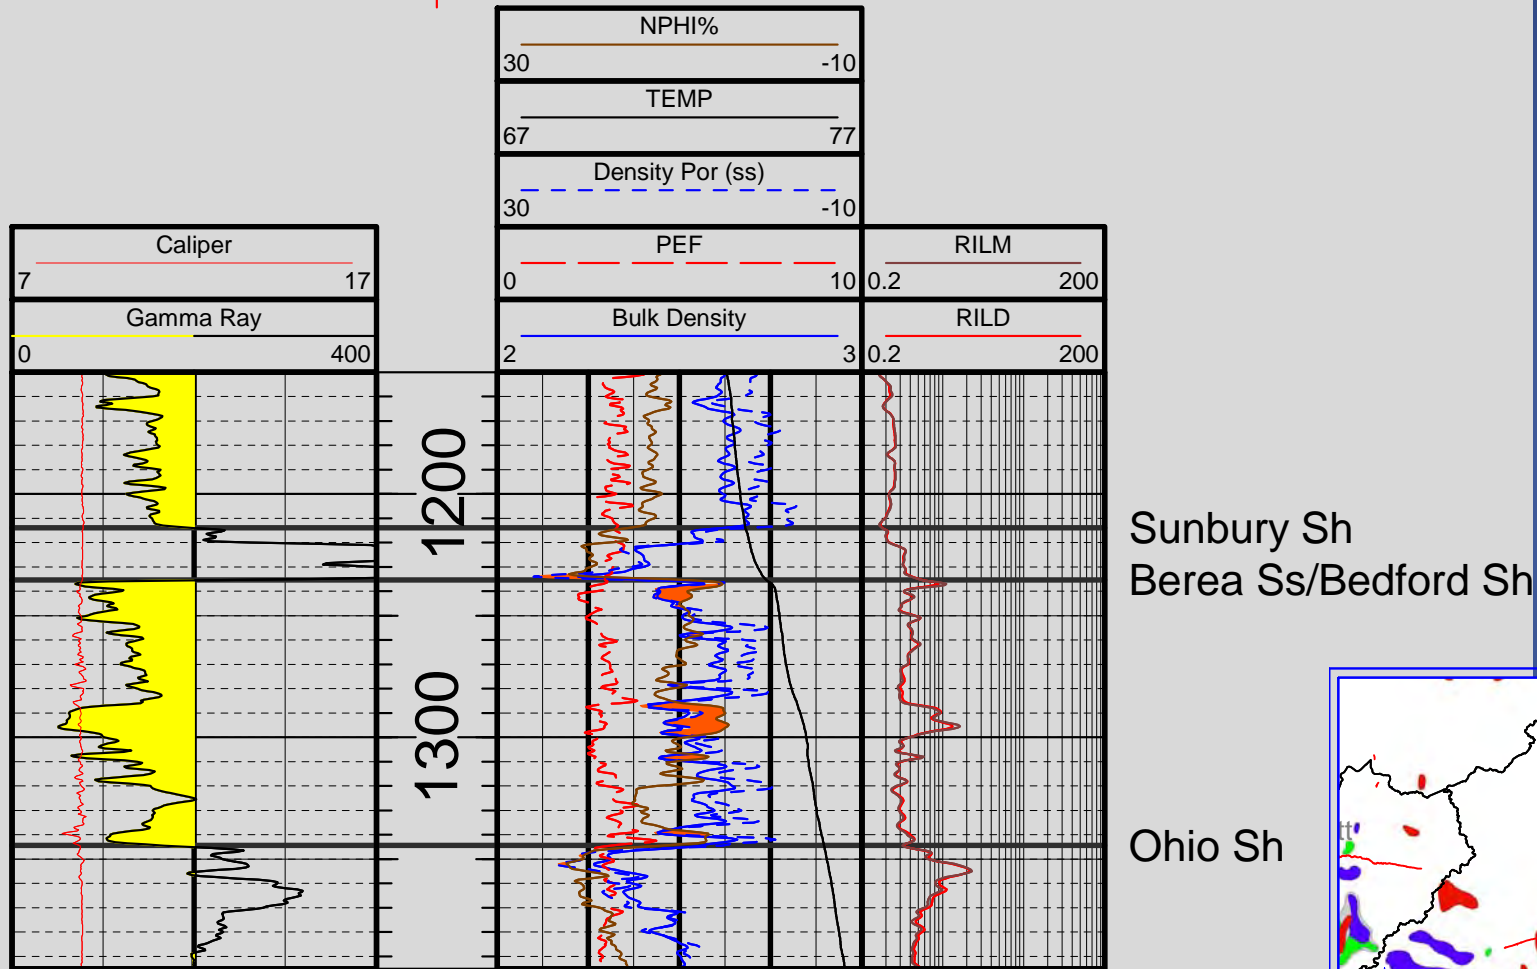 NPHI%
30 -10
TEMP
67 77
Density Por (ss)
30 -10
Caliper
7 17
PEF
0 10
RILM
0.2 200
Gamma Ray
0 400
Bulk Density
2 3
RILD
0.2 200
1200
Sunbury Sh
Berea Ss/Bedford Sh
1300
Ohio Sh
tt